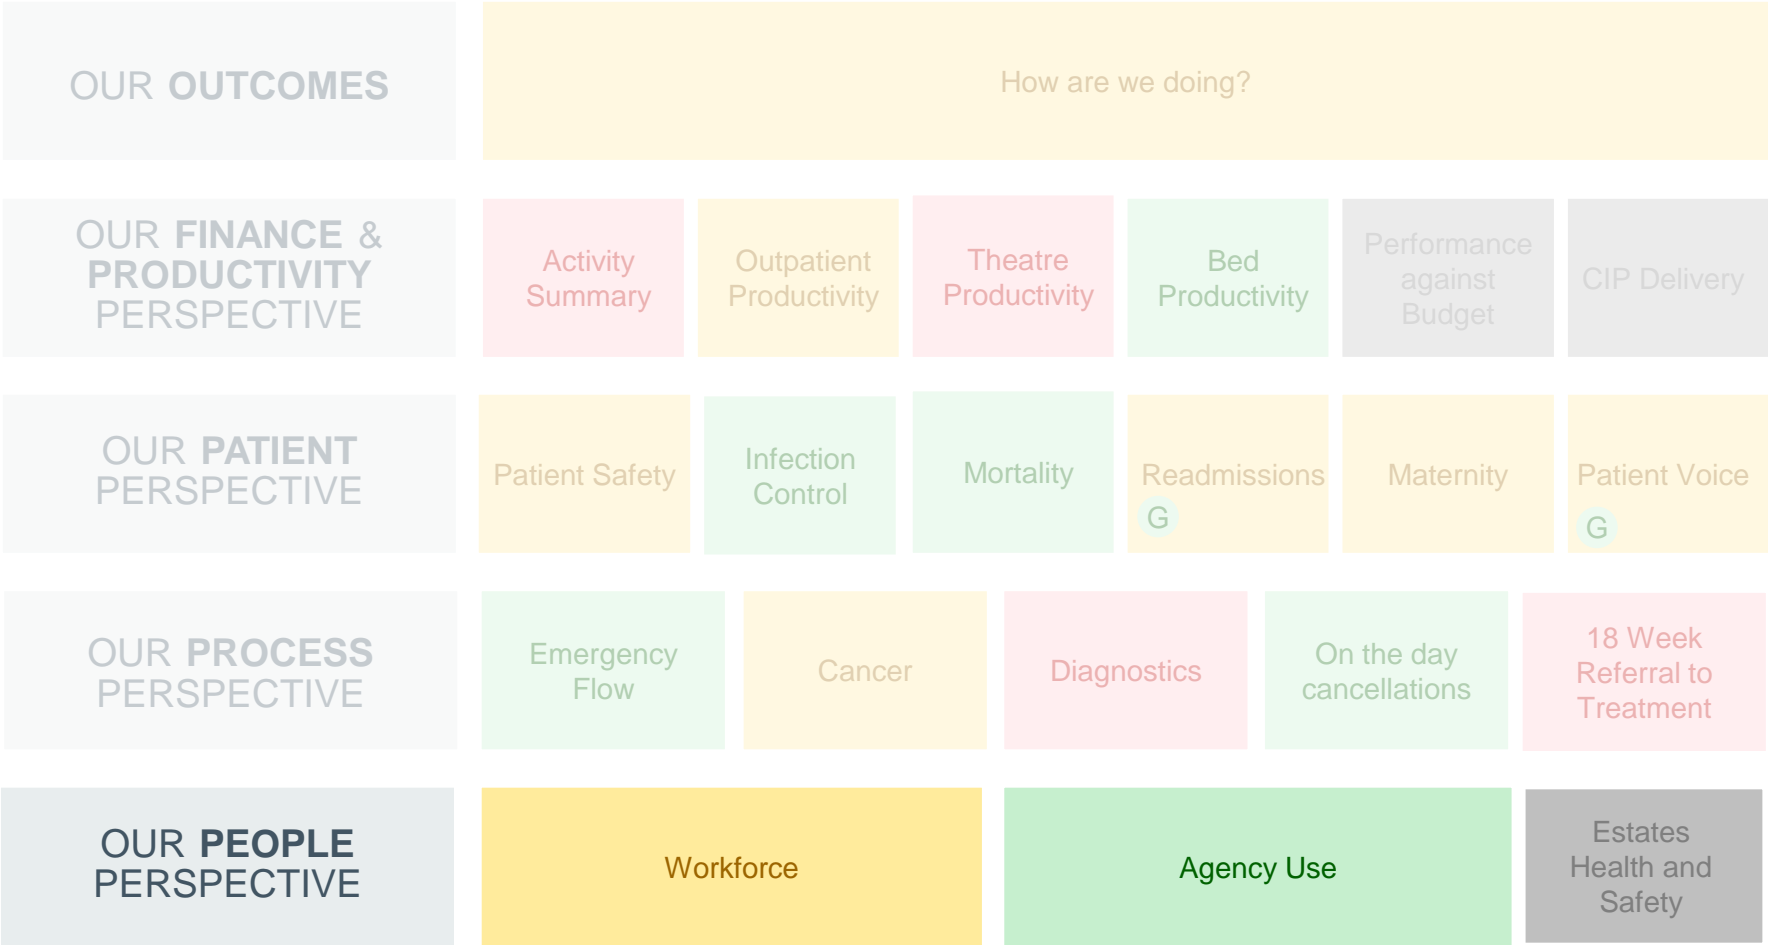 OUR OUTCOMES
How are we doing?
OUR FINANCE &
PRODUCTIVITY
PERSPECTIVE
Activity
Summary
Outpatient
Productivity
Theatre
Productivity
Bed
Productivity
Performance
against
Budget
CIP Delivery
OUR PATIENT
PERSPECTIVE
Patient Safety
Infection
Control
Mortality
Readmissions
G
Maternity
Patient Voice
G
OUR PROCESS
PERSPECTIVE
Emergency
Flow
Cancer
Diagnostics
On the day
cancellations
18 Week
Referral to
Treatment
OUR PEOPLE
PERSPECTIVE
Workforce
Agency Use
Estates
Health and
Safety